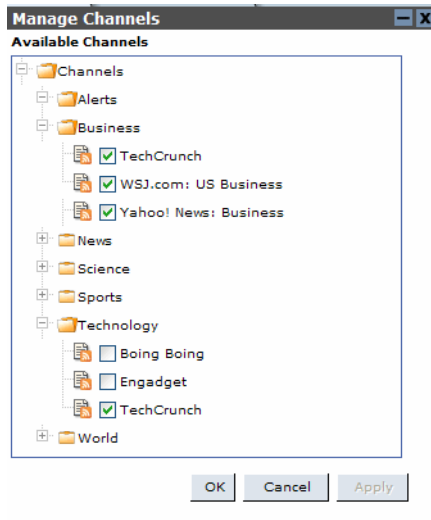 Manage Channels
Available Channels
Channels
Alerts
Business
TechCrunch
WSJ.com: US Business
Yahoo! News: Business
News
Science
Sports
Technology
Boing Boing
Engadget
TechCrunch
World
OK Cancel Apply